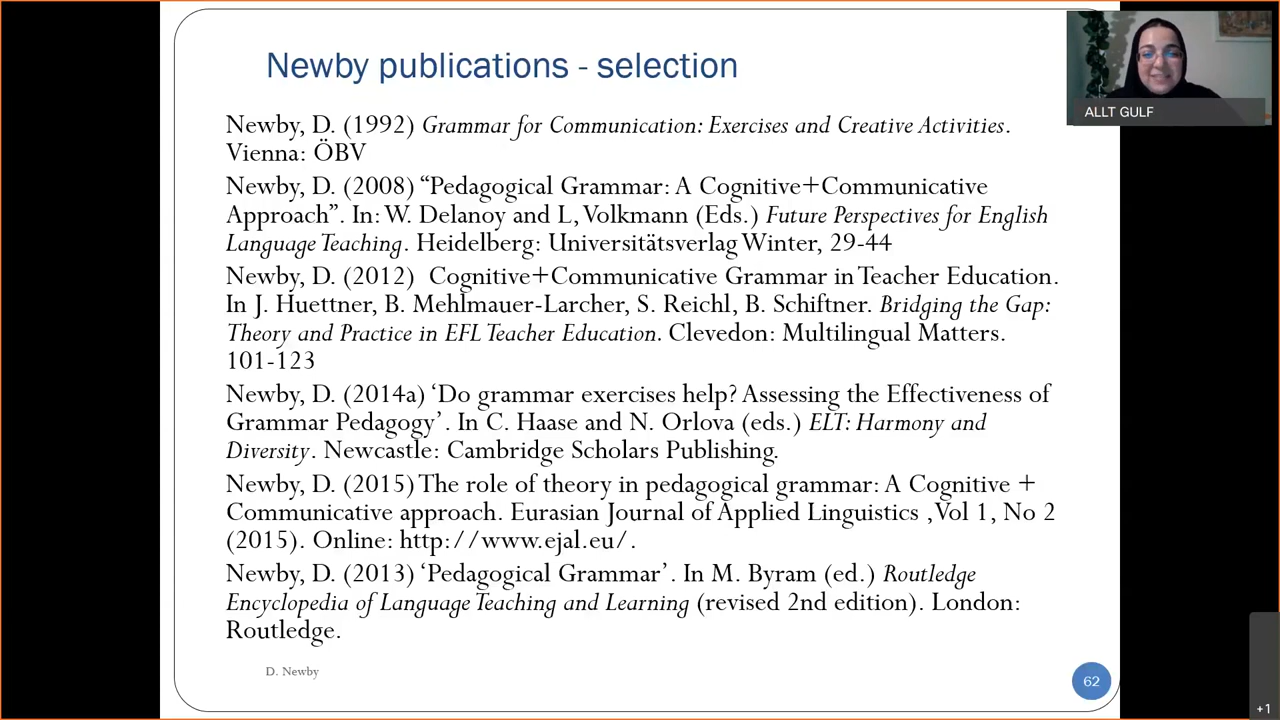 Newby publications - selection
Newby, D. (1992) Grammar for Communication: Exercises and Creative Activities.
Vienna: ÖBV
Newby, D. (2008) “Pedagogical Grammar: A Cognitive+Communicative
Approach”. In: W. Delanoy and L, Volkmann (Eds.) Future Perspectives for English
Language Teaching. Heidelberg: Universitätsverlag Winter, 29-44
Newby, D. (2012) Cognitive+Communicative Grammar in Teacher Education.
In J. Huettner, B. Mehlmauer-Larcher, S. Reichl, B. Schiftner. Bridging the Gap:
Theory and Practice in EFL Teacher Education. Clevedon: Multilingual Matters.
101-123
Newby, D. (2014a) ‘Do grammar exercises help? Assessing the Effectiveness of
Grammar Pedagogy’. In C. Haase and N. Orlova (eds.) ELT: Harmony and
Diversity. Newcastle: Cambridge Scholars Publishing.
Newby, D. (2015) The role of theory in pedagogical grammar: A Cognitive +
Communicative approach. Eurasian Journal of Applied Linguistics ,Vol 1, No 2
(2015). Online: http://www.ejal.eu/.
Newby, D. (2013) ‘Pedagogical Grammar’. In M. Byram (ed.) Routledge
Encyclopedia of Language Teaching and Learning (revised 2nd edition). London:
Routledge.
D. Newby
62
ALLT GULF
+1